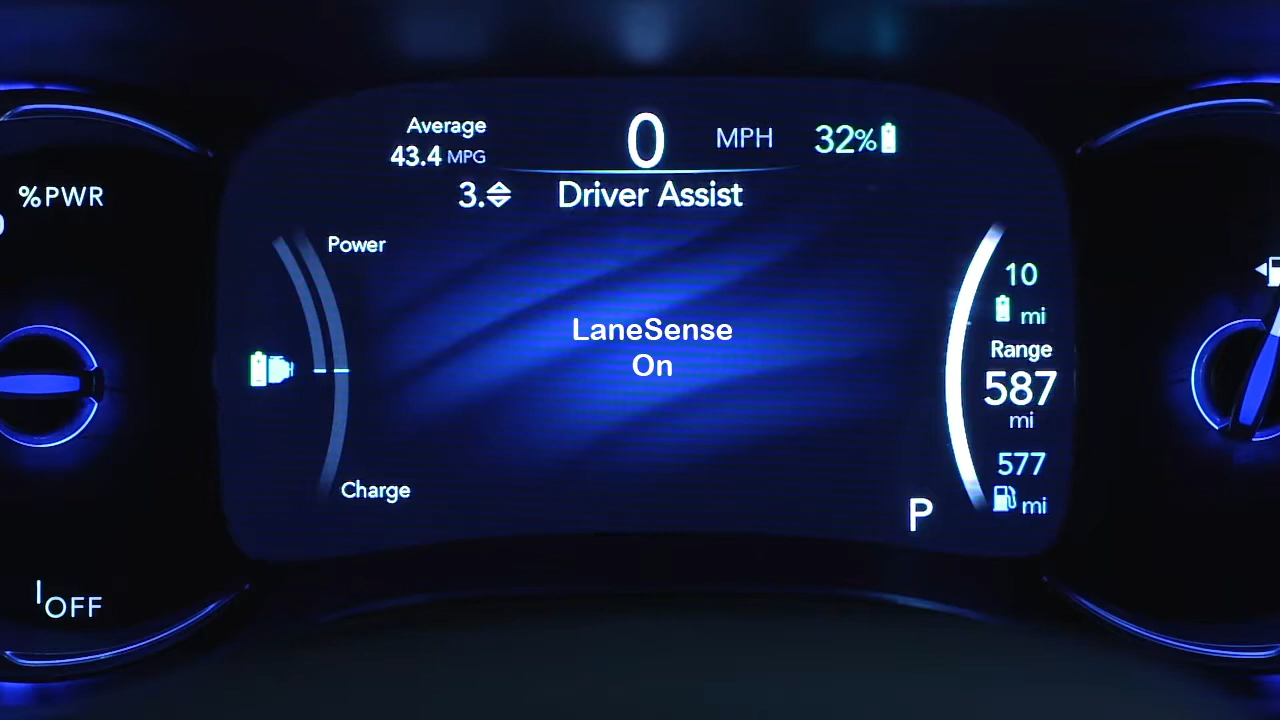 Average
43.4 MPG
0 MPH
32%
3. Driver Assist
%PWR
Power
LaneSense
On
10
mi
Range
587
mi
577
mi
Charge
P
OFF